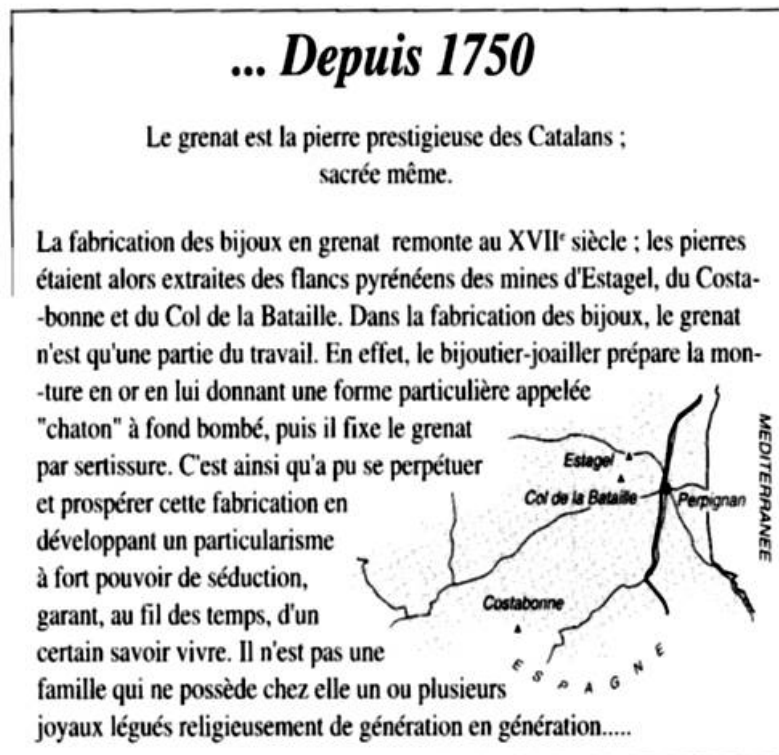 ... Depuis 1750
Le grenat est la pierre prestigieuse des Catalans ;
sacrée même.
La fabrication des bijoux en grenat remonte au XVIIe siècle ; les pierres
étaient alors extraites des flancs pyrénéens des mines d'Estagel, du Costa-
-bonne et du Col de la Bataille. Dans la fabrication des bijoux, le grenat
n'est qu'une partie du travail. En effet, le bijoutier-joailler prépare la mon-
-ture en or en lui donnant une forme particulière appelée
"chaton" à fond bombé, puis il fixe le grenat
par sertissure. C'est ainsi qu'a pu se perpétuer
et prospérer cette fabrication en
développant un particularisme
à fort pouvoir de séduction,
garant, au fil des temps, d'un
certain savoir vivre. Il n'est pas une
famille qui ne possède chez elle un ou plusieurs
joyaux légués religieusement de génération en génération.....
Estagel
Col de la Bataille
Perpignan
MEDITERRANEE
Costabonne
ESPAGNE